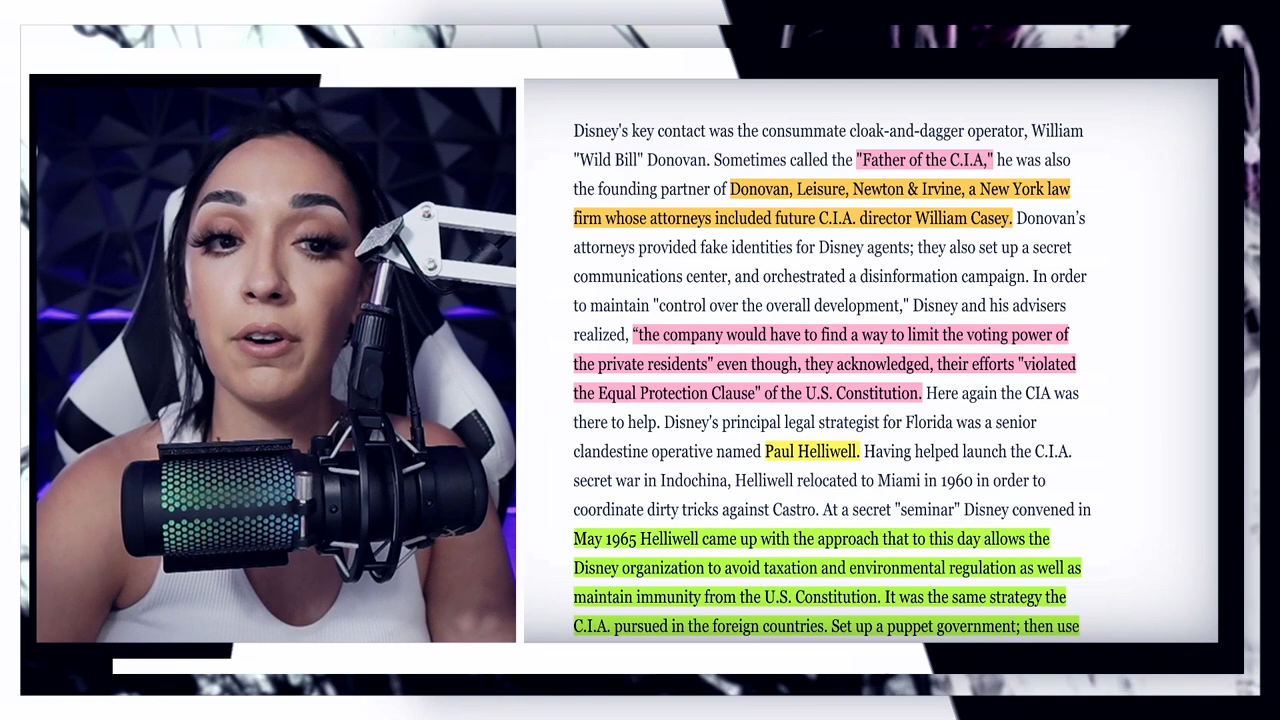 Disney's key contact was the consummate cloak-and-dagger operator, William
"Wild Bill" Donovan. Sometimes called the "Father of the C.I.A," he was also
the founding partner of Donovan, Leisure, Newton & Irvine, a New York law
firm whose attorneys included future C.I.A. director William Casey. Donovan’s
attorneys provided fake identities for Disney agents; they also set up a secret
communications center, and orchestrated a disinformation campaign. In order
to maintain "control over the overall development," Disney and his advisers
realized, “the company would have to find a way to limit the voting power of
the private residents" even though, they acknowledged, their efforts "violated
the Equal Protection Clause" of the U.S. Constitution. Here again the CIA was
there to help. Disney's principal legal strategist for Florida was a senior
clandestine operative named Paul Helliwell. Having helped launch the C.I.A.
secret war in Indochina, Helliwell relocated to Miami in 1960 in order to
coordinate dirty tricks against Castro. At a secret "seminar" Disney convened in
May 1965 Helliwell came up with the approach that to this day allows the
Disney organization to avoid taxation and environmental regulation as well as
maintain immunity from the U.S. Constitution. It was the same strategy the
C.I.A. pursued in the foreign countries. Set up a puppet government; then use